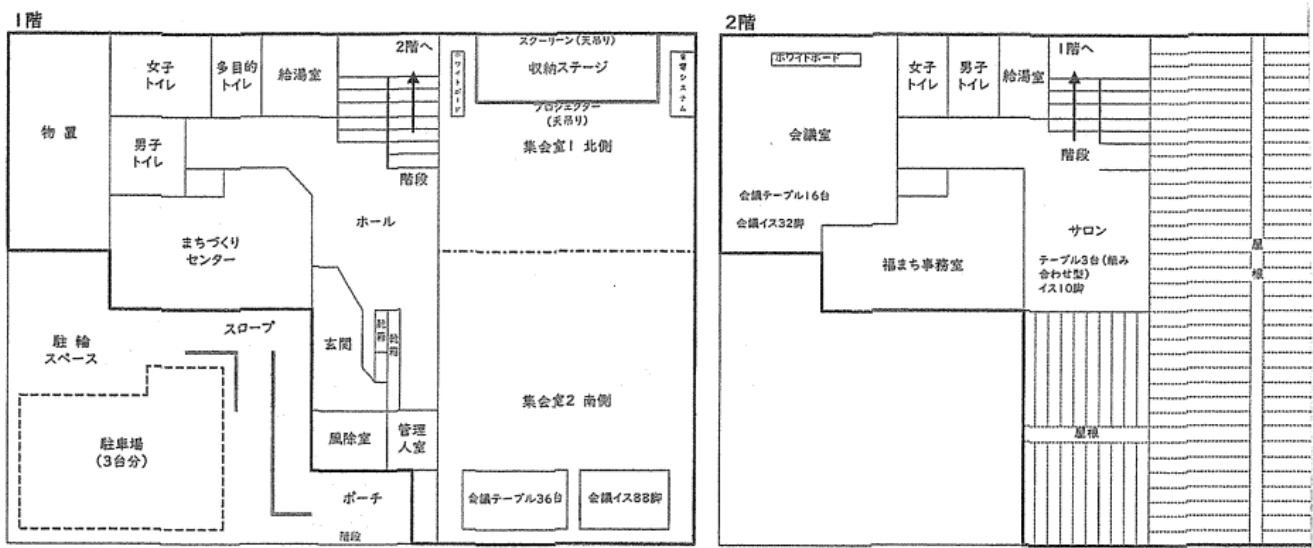 1階
女子
トイレ
多目的
トイレ
給湯室
2階へ
階段
ホワイトボード
スクーリーン(天吊り)
収納ステージ
音響システム
プロジェクター
(天吊り)
集会室1 北側
物置
男子
トイレ
まちづくり
センター
ホール
駐輪
スペース
スロープ
玄関
靴箱
靴箱
集会室2 南側
駐車場
(3台分)
風除室
管理
人室
ポーチ
階段
会議テーブル36台
会議イス88脚
2階
ホワイトボード
会議室
女子
トイレ
男子
トイレ
給湯室
1階へ
階段
会議テーブル16台
会議イス32脚
福まち事務室
サロン
テーブル3台(組み
合わせ型)
イス10脚
屋根
屋根